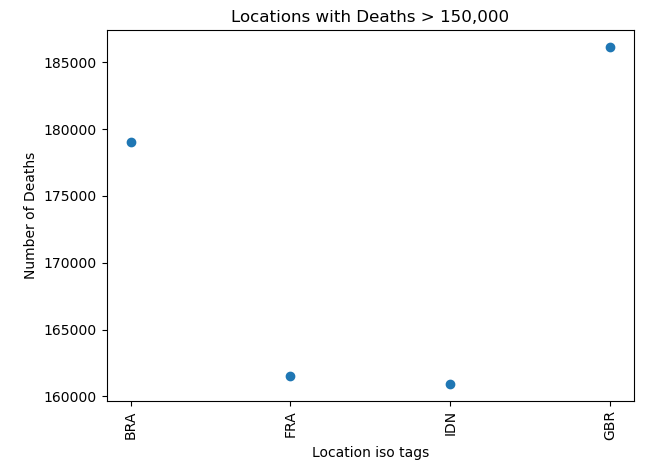 Locations with Deaths > 150,000
185000
180000
175000
170000
165000
160000
Number of Deaths
BRA
FRA
IDN
GBR
Location iso tags